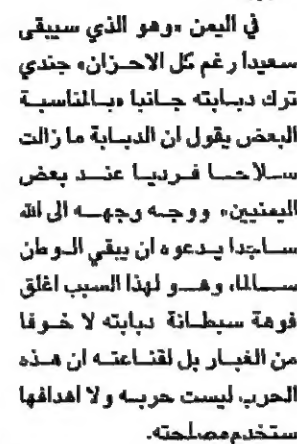 في اليمن «وهو الذي سيبقى
سعيدا رغم كل الاحزان» جندي
ترك دبابته جانبا «بالمناسبة
البعض يقول ان الدبابة ما زالت
سلاحا فرديا عند بعض
اليمنيين» ووجه وجهه الى الله
ساجدا يدعوه ان يبقي الوطن
سالما، وهو لهذا السبب اغلق
فوهة سبطانة دبابته لا خوفا
من الغبار بل لقناعته ان هذه
الحرب ليست حربه ولا اهدافها
ستخدم مصلحته.